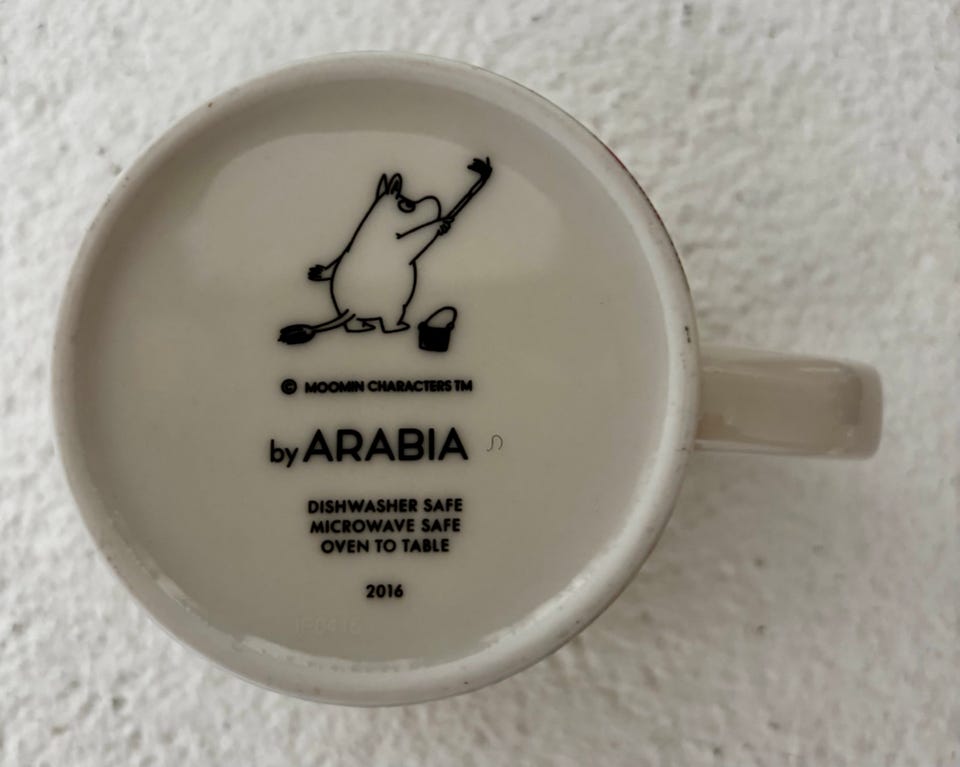 © MOOMIN CHARACTERS TM
by ARABIA
DISHWASHER SAFE
MICROWAVE SAFE
OVEN TO TABLE
2016